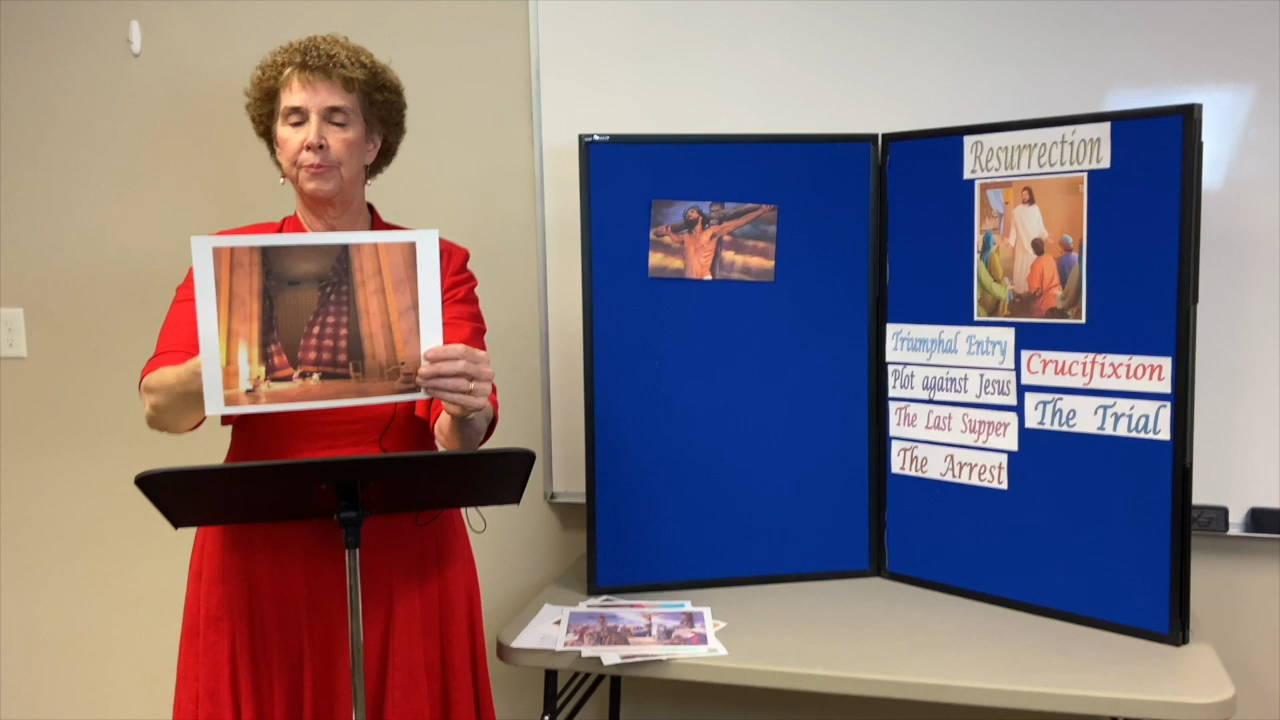 Resurrection
Triumphal Entry
Plot against Jesus
The Last Supper
The Arrest
Crucifixion
The Trial